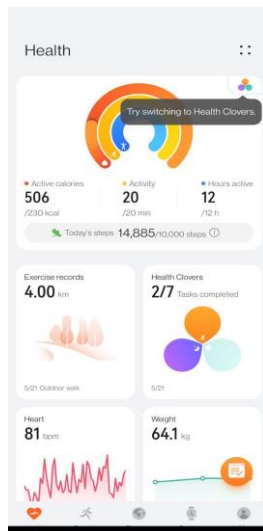 Health
Try switching to Health Clovers.
Active calories
Activity
Hours active
506
20
12
/230 kcal
/20 min
/12 h
Today's steps 14,885/10,000 steps
Exercise records
4.00 km
5/21 Outdoor walk
Health Clovers
2/7 Tasks completed
5/21
Heart
81 bpm
Weight
64.1 kg